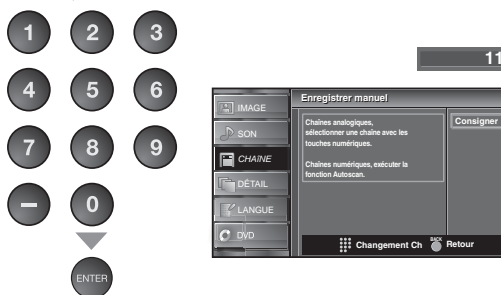 1 2 3
4 5 6
7 8 9
– 0
ENTER
11
Enregistrer manuel
IMAGE
SON
CHAÎNE
DÉTAIL
LANGUE
DVD
Chaînes analogiques,
sélectionner une chaîne avec les
touches numériques.
Chaînes numériques, exécuter la
fonction Autoscan.
Consigner
Changement Ch BACK Retour